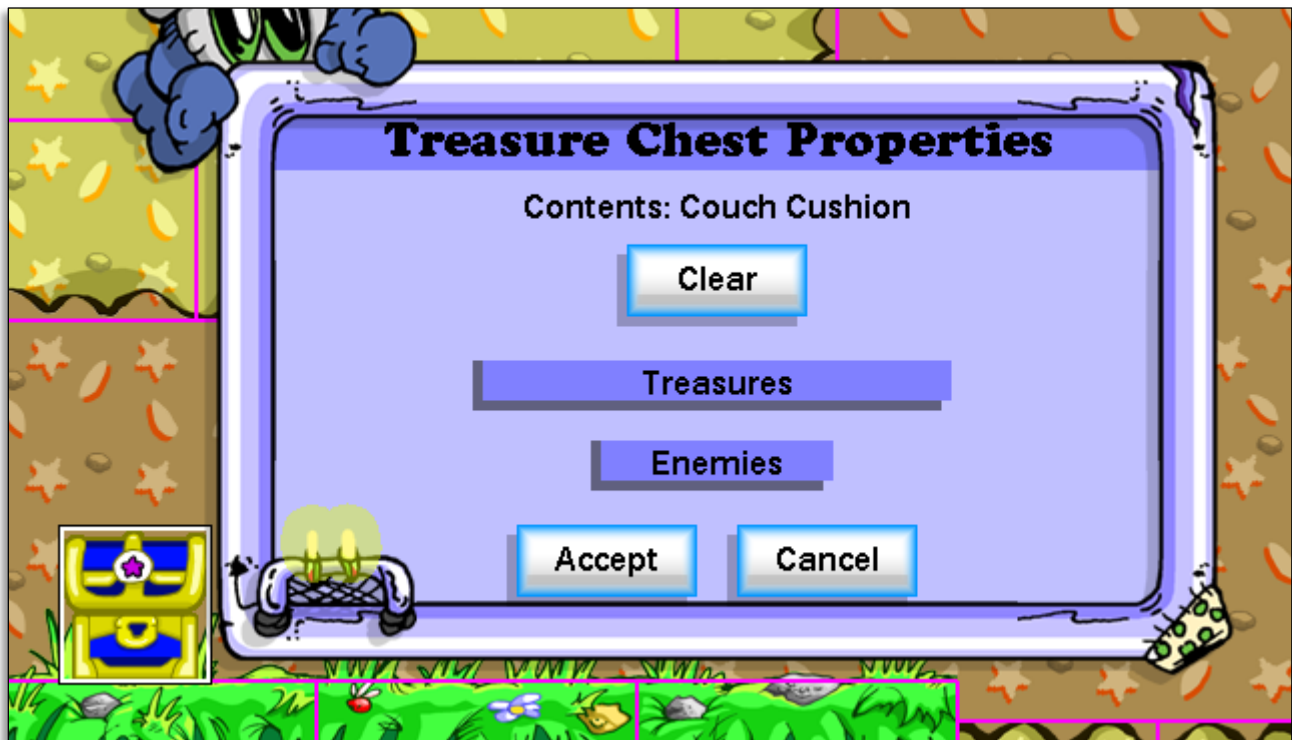 Treasure Chest Properties
Contents: Couch Cushion
Clear
Treasures
Enemies
Accept Cancel